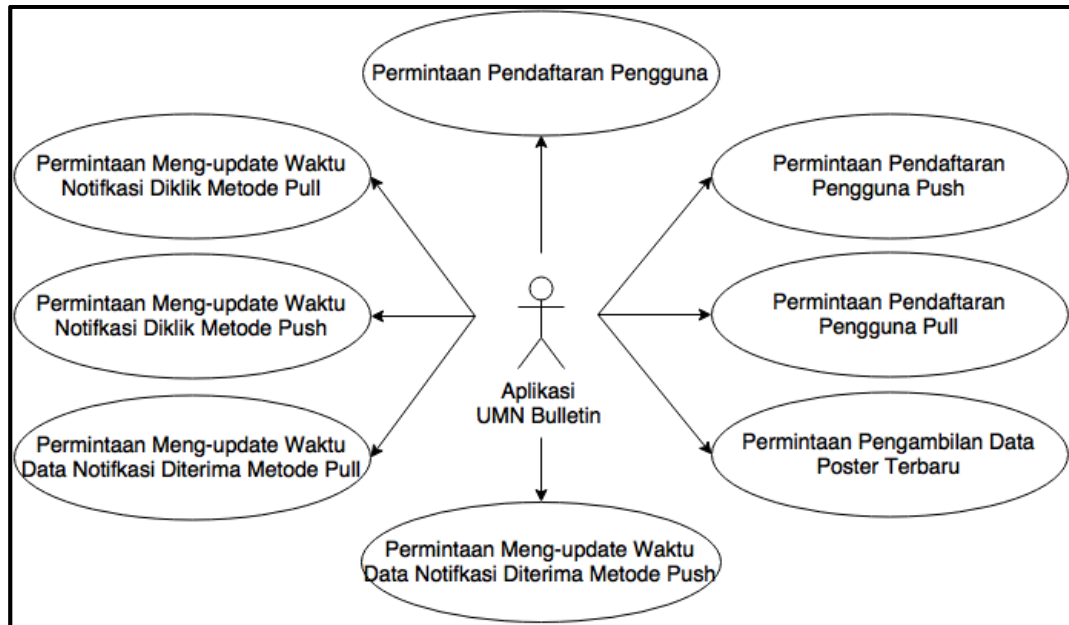 Permintaan Pendaftaran Pengguna
Permintaan Meng-update Waktu
Notifkasi Diklik Metode Pull
Permintaan Pendaftaran
Pengguna Push
Permintaan Meng-update Waktu
Notifkasi Diklik Metode Push
Permintaan Pendaftaran
Pengguna Pull
Aplikasi
UMN Bulletin
Permintaan Meng-update Waktu
Data Notifkasi Diterima Metode Pull
Permintaan Pengambilan Data
Poster Terbaru
Permintaan Meng-update Waktu
Data Notifkasi Diterima Metode Push